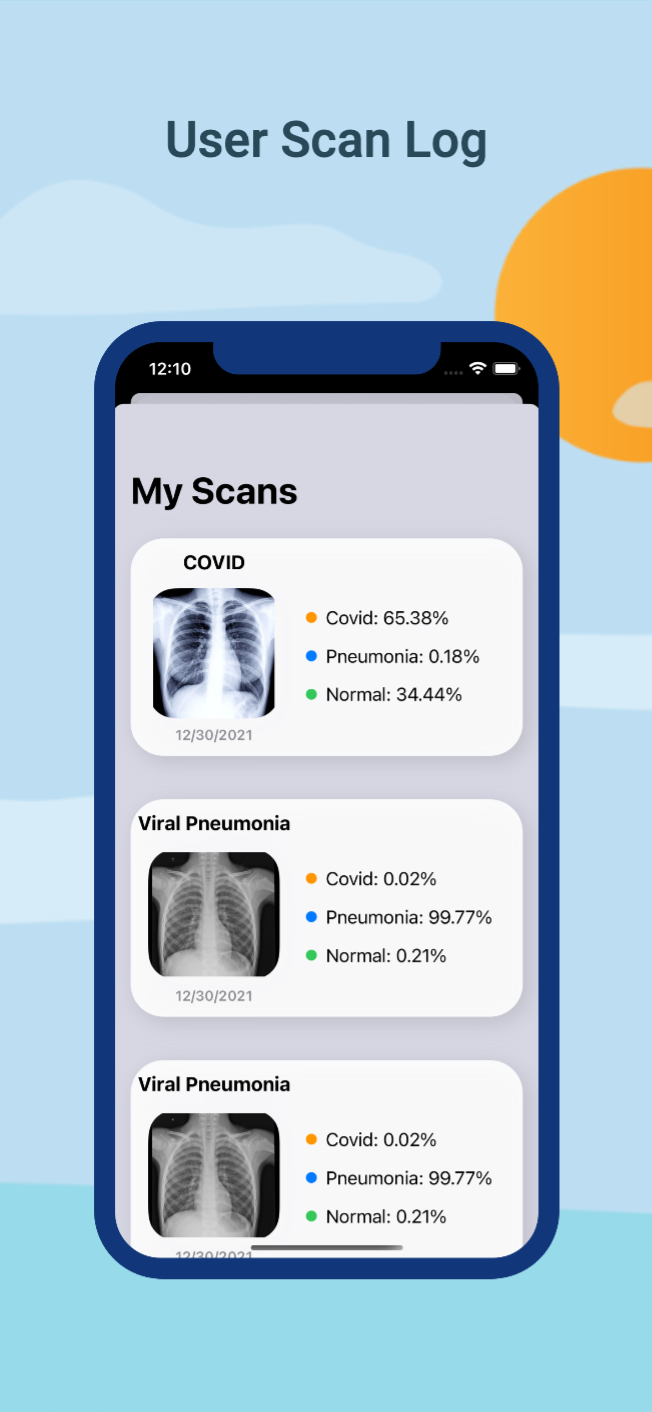 User Scan Log
12:10
My Scans
COVID
Covid: 65.38%
Pneumonia: 0.18%
Normal: 34.44%
12/30/2021
Viral Pneumonia
Covid: 0.02%
Pneumonia: 99.77%
Normal: 0.21%
12/30/2021
Viral Pneumonia
Covid: 0.02%
Pneumonia: 99.77%
Normal: 0.21%
12/30/2021